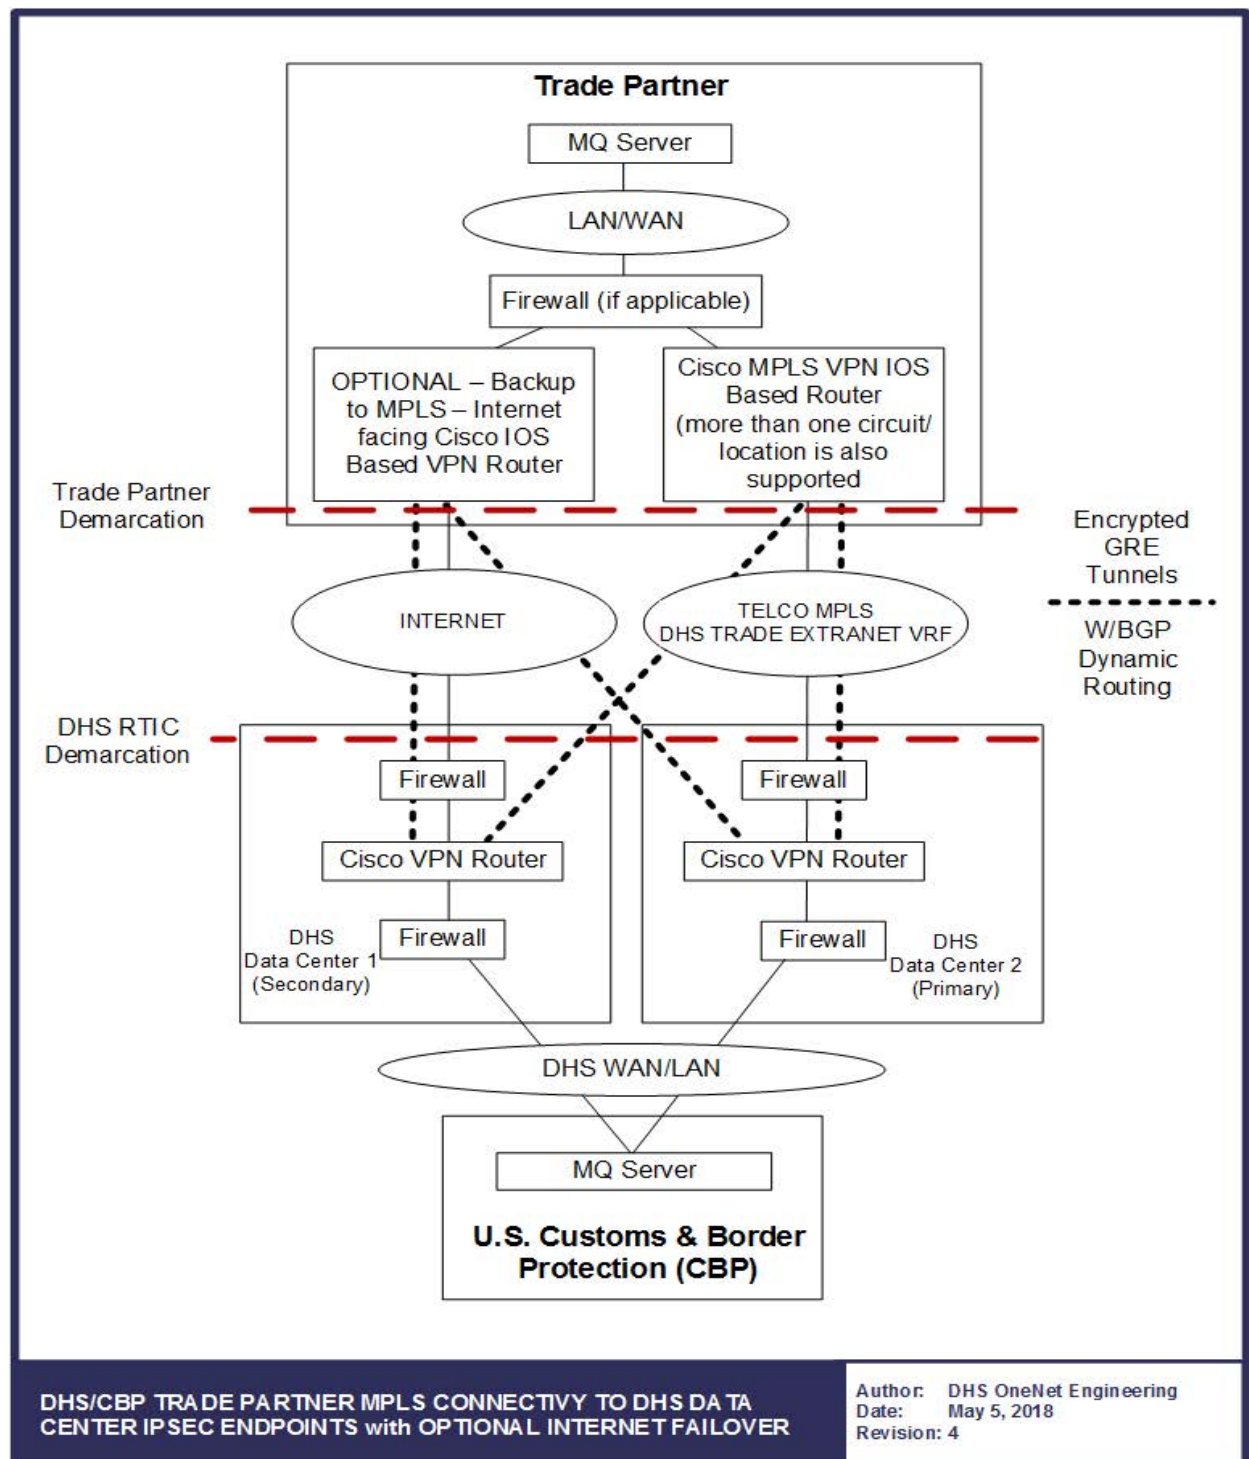 Trade Partner
MQ Server
LAN/WAN
Firewall (if applicable)
OPTIONAL – Backup
to MPLS – Internet
facing Cisco IOS
Based VPN Router
Cisco MPLS VPN IOS
Based Router
(more than one circuit/
location is also
supported
Trade Partner
Demarcation
Encrypted
GRE
Tunnels
W/BGP
Dynamic
Routing
INTERNET
TELCO MPLS
DHS TRADE EXTRANET VRF
DHS RTIC
Demarcation
Firewall
Firewall
Cisco VPN Router
Cisco VPN Router
Firewall
Firewall
DHS
Data Center 1
(Secondary)
DHS
Data Center 2
(Primary)
DHS WAN/LAN
MQ Server
U.S. Customs & Border
Protection (CBP)
DHS/CBP TRADE PARTNER MPLS CONNECTIVY TO DHS DATA
CENTER IPSEC ENDPOINTS with OPTIONAL INTERNET FAILOVER
Author: DHS OneNet Engineering
Date: May 5, 2018
Revision: 4